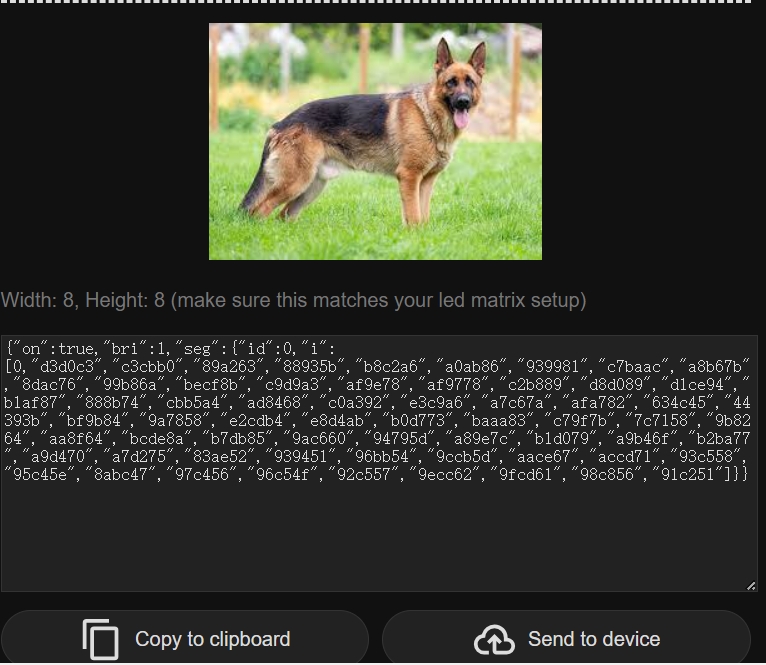 Width: 8, Height: 8 (make sure this matches your led matrix setup)
{"on":true,"bri":1,"seg":{"id":0,"i":
[0,"d3d0c3","c3cbb0","89a263","88935b","b8c2a6","a0ab86","939981","c7baac","a8b67b"
,"8dac76","99b86a","becf8b","c9d9a3","af9e78","af9778","c2b889","d8d089","d1ce94","
b1af87","888b74","cbb5a4","ad8468","c0a392","e3c9a6","a7c67a","afa782","634c45","44
393b","bf9b84","9a7858","e2cdb4","e8d4ab","b0d773","baaa83","c79f7b","7c7158","9b82
64","aa8f64","bcde8a","b7db85","9ac660","94795d","a89e7c","b1d079","a9b46f","b2ba77
","a9d470","a7d275","83ae52","939451","96bb54","9ccb5d","aace67","accd71","93c558",
"95c45e","8abc47","97c456","96c54f","92c557","9ecc62","9fcd61","98c856","91c251"]}}
Copy to clipboard
Send to device